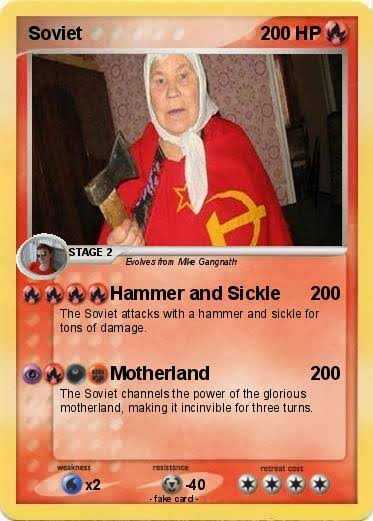 Soviet 200 HP
STAGE 2
Evolves from Mike Gangnath
Hammer and Sickle 200
The Soviet attacks with a hammer and sickle for
tons of damage.
Motherland 200
The Soviet channels the power of the glorious
motherland, making it incinvible for three turns.
weakness resistance retreat cost
x2 -40
- fake card -